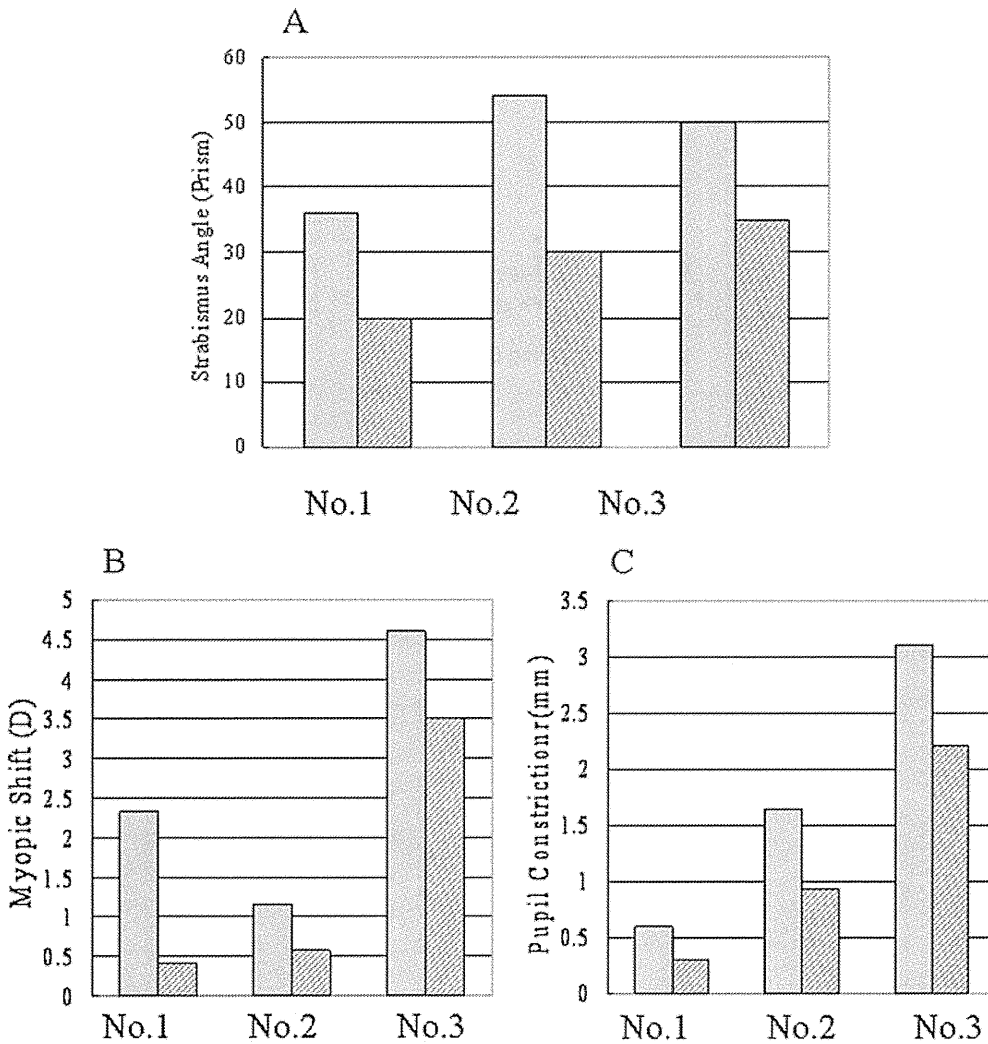 A
Strabismus Angle (Prism)
60
50
40
30
20
10
0
No.1 No.2 No.3
B
Myopic Shift (D)
5
4.5
4
3.5
3
2.5
2
1.5
1
0.5
0
No.1 No.2 No.3
C
Pupil Constrictionr(mm)
3.5
3
2.5
2
1.5
1
0.5
0
No.1 No.2 No.3